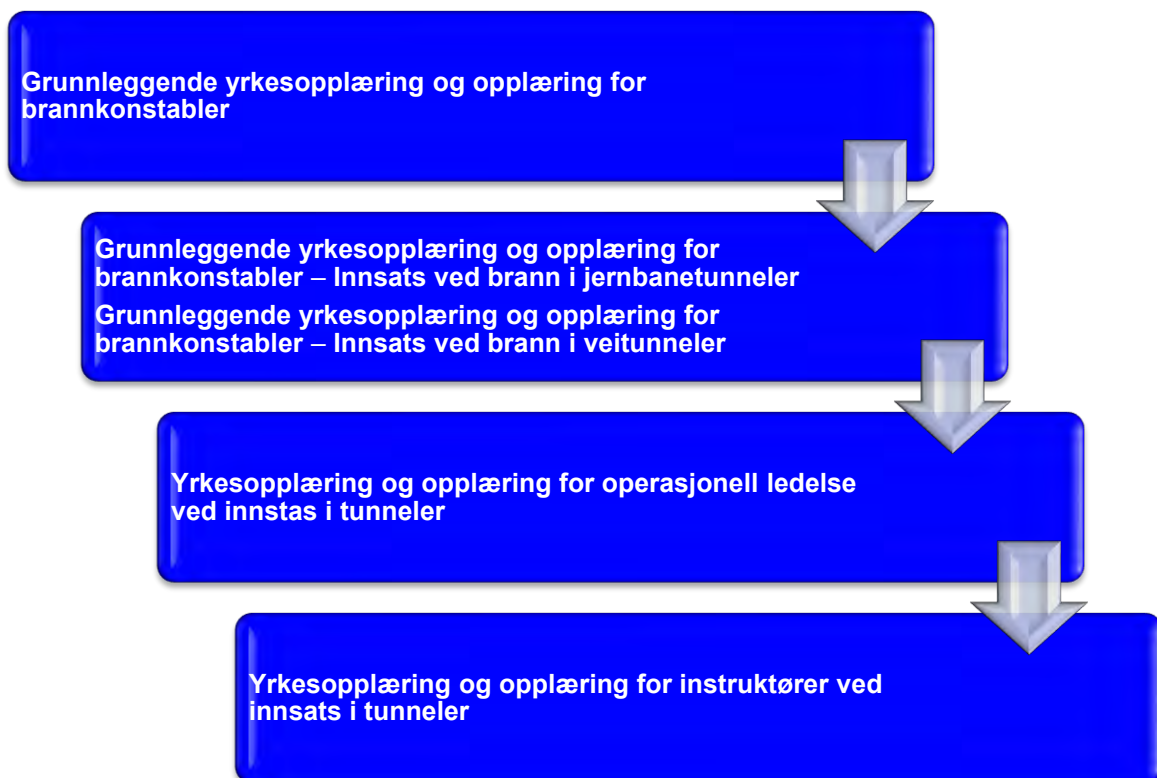 Grunnleggende yrkesopplæring og opplæring for
brannkonstabler
Grunnleggende yrkesopplæring og opplæring for
brannkonstabler – Innsats ved brann i jernbanetunneler
Grunnleggende yrkesopplæring og opplæring for
brannkonstabler – Innsats ved brann i veitunneler
Yrkesopplæring og opplæring for operasjonell ledelse
ved innstas i tunneler
Yrkesopplæring og opplæring for instruktører ved
innsats i tunneler